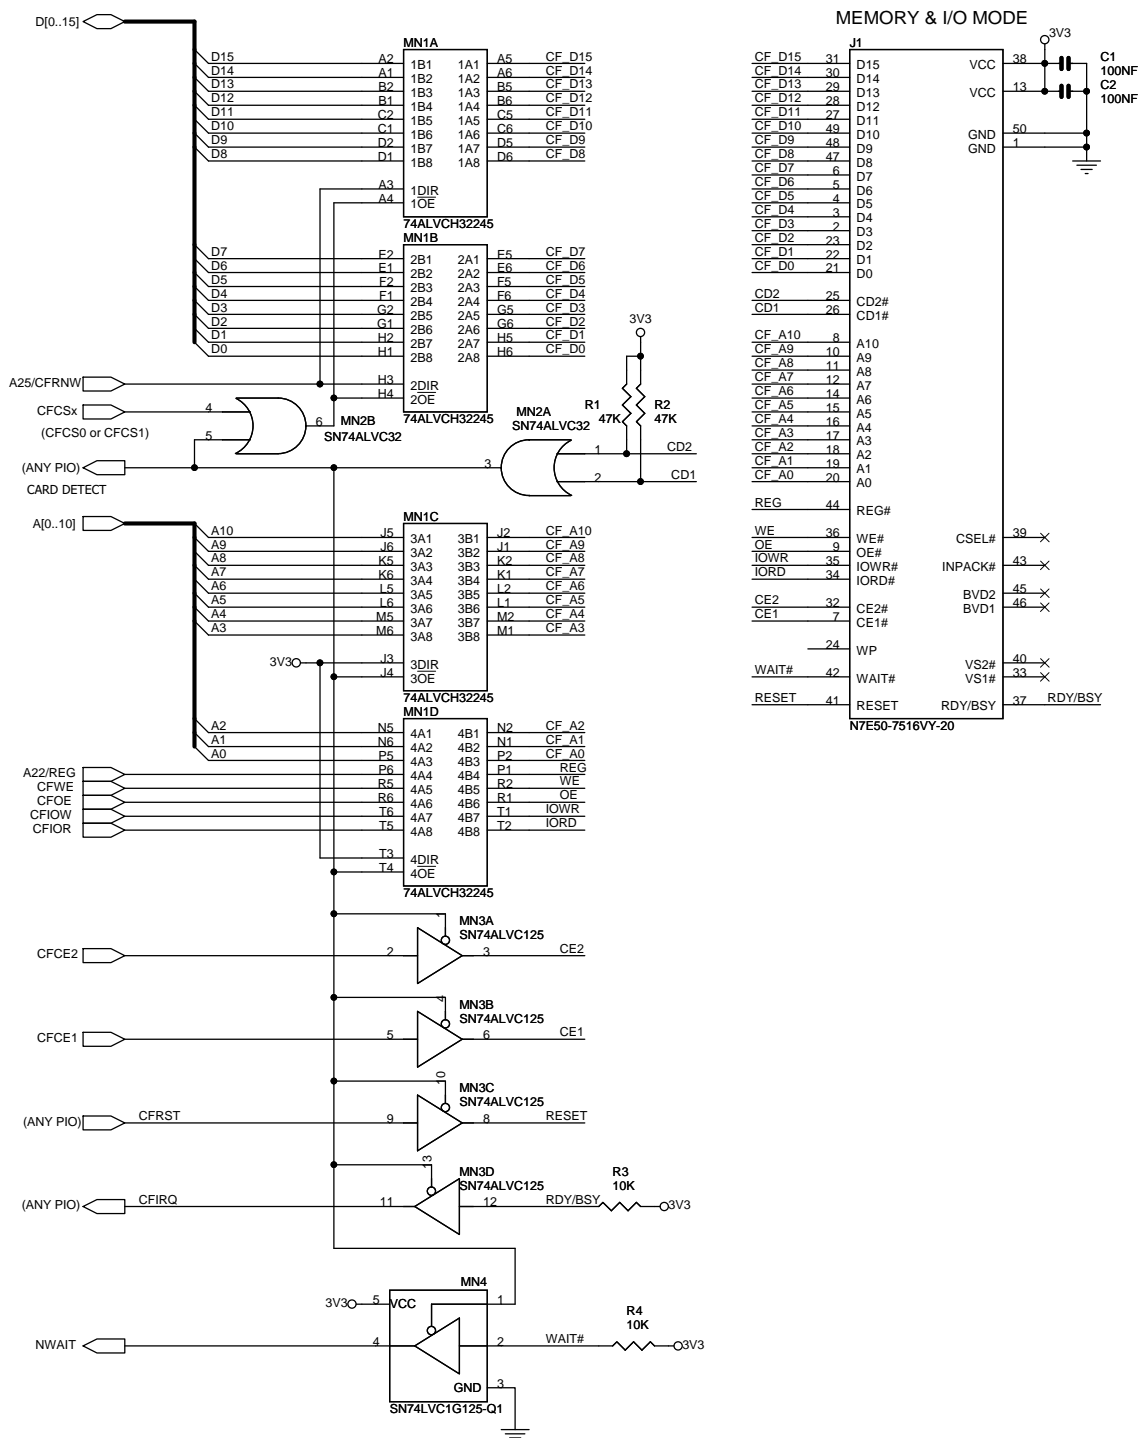 MEMORY & I/O MODE
D[0..15]
MN1A
D15 A2 1B1 1A1 A5 CF_D15
D14 A1 1B2 1A2 A6 CF_D14
D13 B2 1B3 1A3 B5 CF_D13
D12 B1 1B4 1A4 B6 CF_D12
D11 C2 1B5 1A5 C5 CF_D11
D10 C1 1B6 1A6 C6 CF_D10
D9 D2 1B7 1A7 D5 CF_D9
D8 D1 1B8 1A8 D6 CF_D8
A3 1DIR
A4 1OE
74ALVCH32245
MN1B
D7 E2 2B1 2A1 E5 CF_D7
D6 E1 2B2 2A2 E6 CF_D6
D5 F2 2B3 2A3 F5 CF_D5
D4 F1 2B4 2A4 F6 CF_D4
D3 G2 2B5 2A5 G5 CF_D3
D2 G1 2B6 2A6 G6 CF_D2
D1 H2 2B7 2A7 H5 CF_D1
D0 H1 2B8 2A8 H6 CF_D0
A25/CFRNW H3 2DIR
H4 2OE
74ALVCH32245
CFCSx 4
(CFCS0 or CFCS1)
5
6
MN2B
SN74ALVC32
3V3
R1
47K
R2
47K
MN2A
SN74ALVC32
1 CD2
2 CD1
3
(ANY PIO)
CARD DETECT
A[0..10]
MN1C
A10 J5 3A1 3B1 J2 CF_A10
A9 J6 3A2 3B2 J1 CF_A9
A8 K5 3A3 3B3 K2 CF_A8
A7 K6 3A4 3B4 K1 CF_A7
A6 L5 3A5 3B5 L2 CF_A6
A5 L6 3A6 3B6 L1 CF_A5
A4 M5 3A7 3B7 M2 CF_A4
A3 M6 3A8 3B8 M1 CF_A3
3V3 J3 3DIR
J4 3OE
74ALVCH32245
MN1D
A2 N5 4A1 4B1 N2 CF_A2
A1 N6 4A2 4B2 N1 CF_A1
A0 P5 4A3 4B3 P2 CF_A0
A22/REG P6 4A4 4B4 P1 REG
CFWE R5 4A5 4B5 R2 WE
CFOE R6 4A6 4B6 R1 OE
CFIOW T6 4A7 4B7 T1 IOWR
CFIOR T5 4A8 4B8 T2 IORD
T3 4DIR
T4 4OE
74ALVCH32245
MN3A
SN74ALVC125
1
CFCE2 2 3 CE2
MN3B
SN74ALVC125
4
CFCE1 5 6 CE1
MN3C
SN74ALVC125
10
(ANY PIO) CFRST 9 8 RESET
MN3D
SN74ALVC125
13
(ANY PIO) CFIRQ 11 12 RDY/BSY
R3
10K
3V3
MN4
3V3 5 VCC 1
NWAIT 4 2 WAIT#
R4
10K
3V3
GND 3
SN74LVC1G125-Q1
J1
CF_D15 31 D15
CF_D14 30 D14
CF_D13 29 D13
CF_D12 28 D12
CF_D11 27 D11
CF_D10 49 D10
CF_D9 48 D9
CF_D8 47 D8
CF_D7 6 D7
CF_D6 5 D6
CF_D5 4 D5
CF_D4 3 D4
CF_D3 2 D3
CF_D2 23 D2
CF_D1 22 D1
CF_D0 21 D0
CD2 25 CD2#
CD1 26 CD1#
CF_A10 8 A10
CF_A9 10 A9
CF_A8 11 A8
CF_A7 12 A7
CF_A6 14 A6
CF_A5 15 A5
CF_A4 16 A4
CF_A3 17 A3
CF_A2 18 A2
CF_A1 19 A1
CF_A0 20 A0
REG 44 REG#
WE 36 WE#
OE 9 OE#
IOWR 35 IOWR#
IORD 34 IORD#
CE2 32 CE2#
CE1 7 CE1#
24 WP
WAIT# 42 WAIT#
RESET 41 RESET
3V3
VCC 38
VCC 13
C1
100NF
C2
100NF
GND 50
GND 1
CSEL# 39
INPACK# 43
BVD2 45
BVD1 46
VS2# 40
VS1# 33
RDY/BSY 37 RDY/BSY
N7E50-7516VY-20